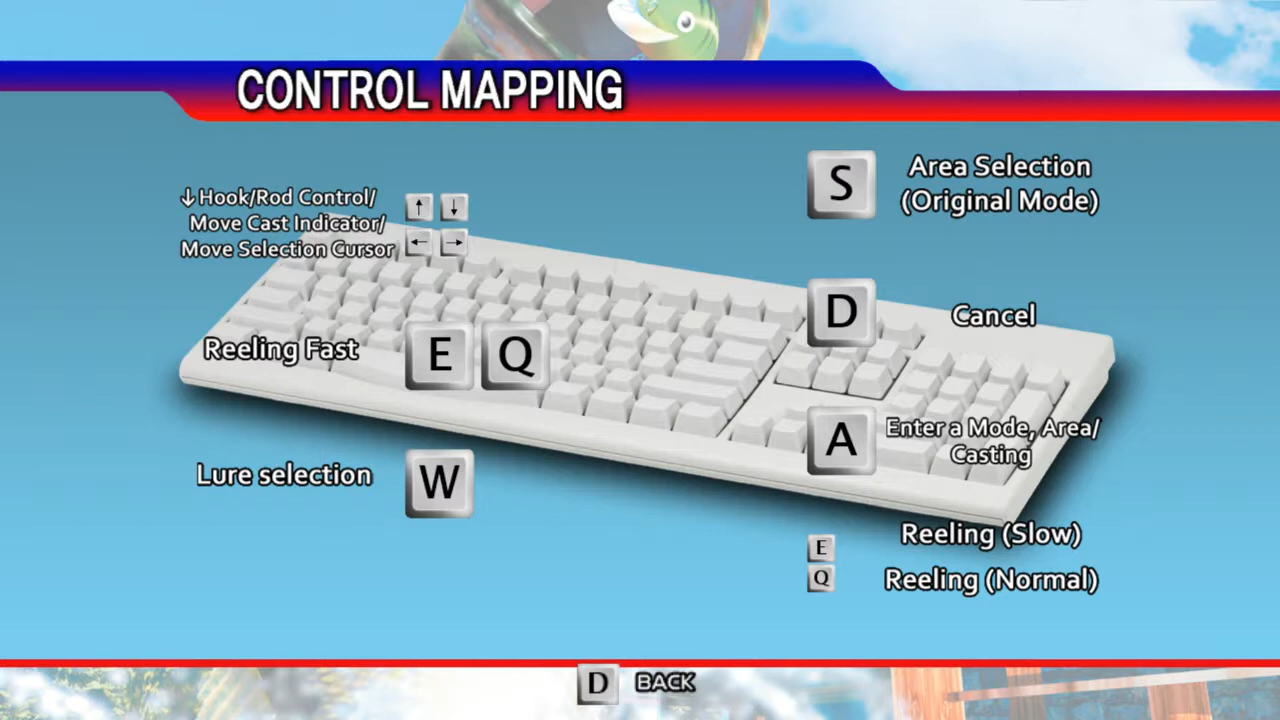 CONTROL MAPPING
↓Hook/Rod Control/
Move Cast Indicator/
Move Selection Cursor
↑ ↓
← →
S
Area Selection
(Original Mode)
D
Cancel
Reeling Fast
E Q
A
Enter a Mode, Area/
Casting
Lure selection
W
E
Reeling (Slow)
Q
Reeling (Normal)
D BACK